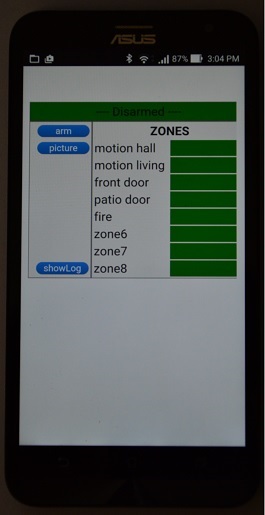 ASUS
87% 3:04 PM
---- Disarmed ----
arm ZONES
picture motion hall
motion living
front door
patio door
fire
zone6
zone7
showLog zone8